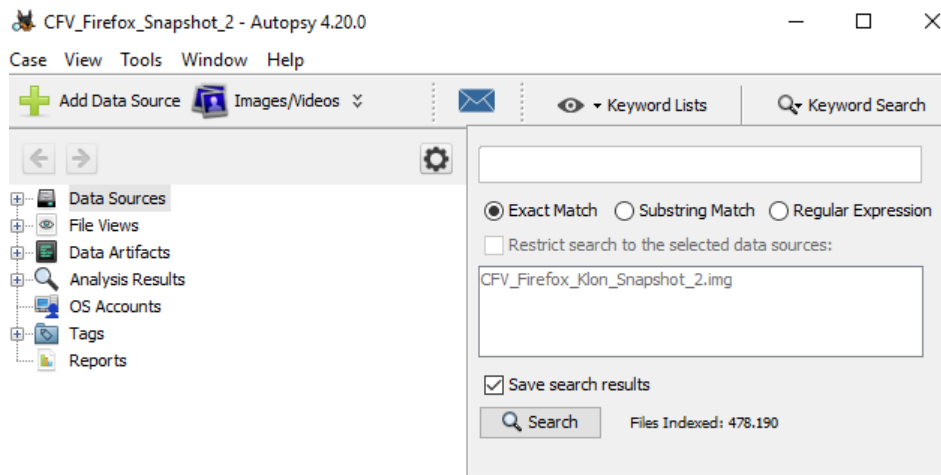 CFV_Firefox_Snapshot_2 - Autopsy 4.20.0
Case View Tools Window Help
Add Data Source Images/Videos Keyword Lists Keyword Search
Data Sources
File Views
Data Artifacts
Analysis Results
OS Accounts
Tags
Reports
Exact Match Substring Match Regular Expression
Restrict search to the selected data sources:
CFV_Firefox_Klon_Snapshot_2.img
Save search results
Search Files Indexed: 478.190